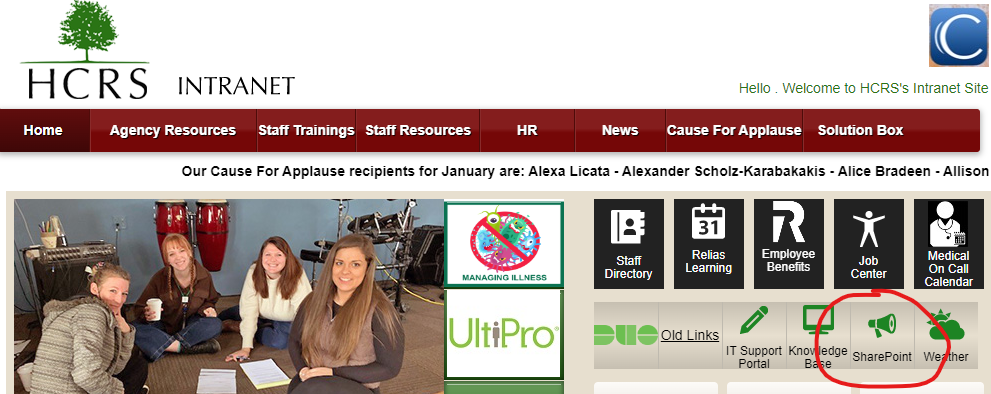 HCRS INTRANET
C
Hello . Welcome to HCRS's Intranet Site
Home Agency Resources Staff Trainings Staff Resources HR News Cause For Applause Solution Box
Our Cause For Applause recipients for January are: Alexa Licata - Alexander Scholz-Karabakakis - Alice Bradeen - Allison
MANAGING ILLNESS
UltiPro®
Staff
Directory
31
Relias
Learning
R
Employee
Benefits
Job
Center
Medical
On Call
Calendar
DUO
Old Links
IT Support
Portal
Knowledge
Base
SharePoint
Weather